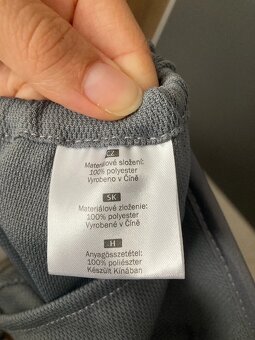 CZ
Materiálové složení:
100% polyester
Vyrobeno v Číně
SK
Materiálové zloženie:
100% polyester
Vyrobené v Číne
H
Anyagösszetétel:
100% poliészter
Készült Kínában